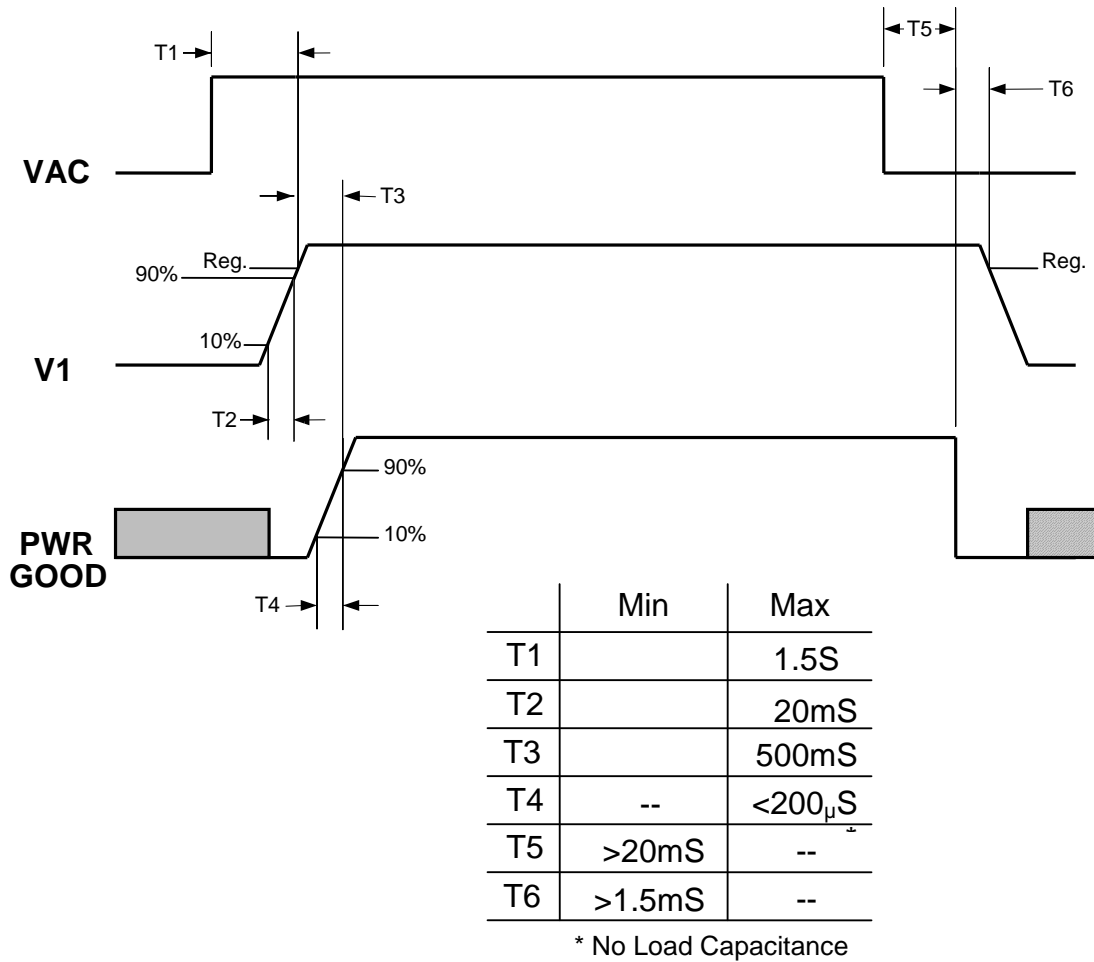 T5
T1
T6
VAC
T3
Reg.
90%
Reg.
10%
V1
T2
90%
10%
PWR
GOOD
T4
Min Max
T1 1.5S
T2 20mS
T3 500mS
T4 -- <200µS
*
T5 >20mS --
T6 >1.5mS --
* No Load Capacitance